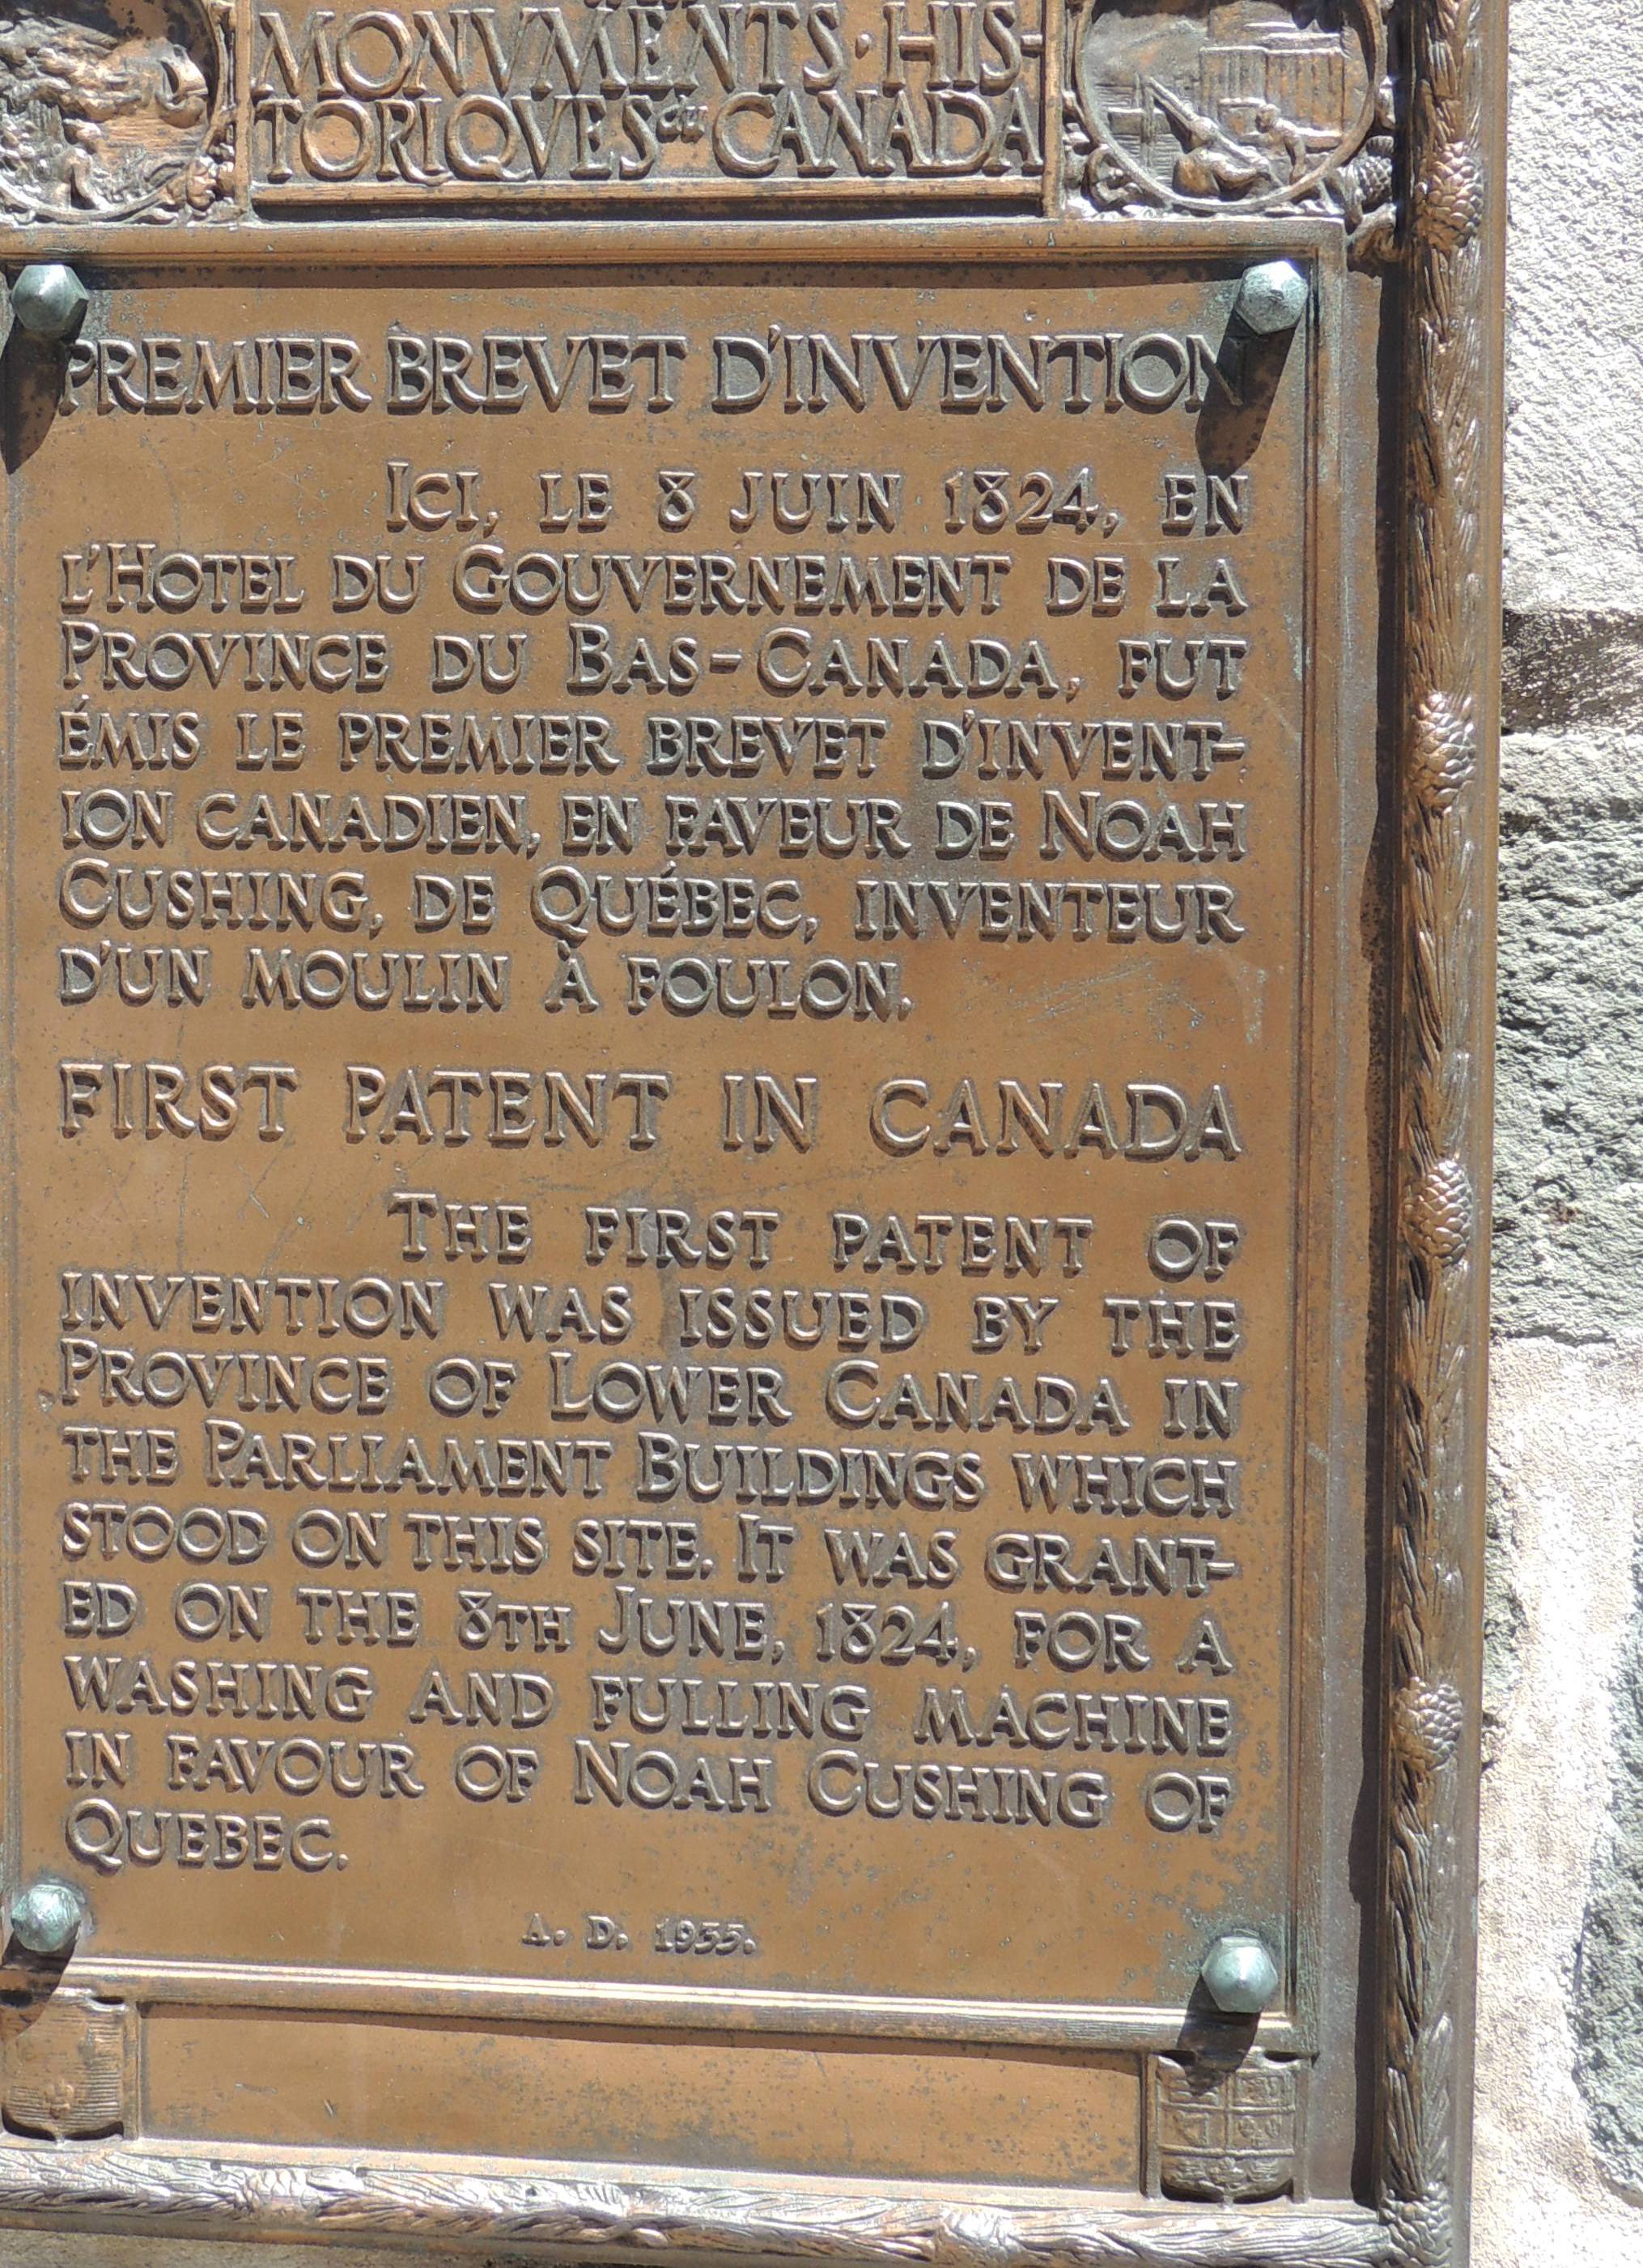 MONVMENTS·HIS-
TORIQVES du CANADA
PREMIER BREVET D'INVENTION
ICI, LE 8 JUIN 1824, EN
L'HOTEL DU GOUVERNEMENT DE LA
PROVINCE DU BAS-CANADA, FUT
ÉMIS LE PREMIER BREVET D'INVENT-
ION CANADIEN, EN FAVEUR DE NOAH
CUSHING, DE QUÉBEC, INVENTEUR
D'UN MOULIN À FOULON.
FIRST PATENT IN CANADA
THE FIRST PATENT OF
INVENTION WAS ISSUED BY THE
PROVINCE OF LOWER CANADA IN
THE PARLIAMENT BUILDINGS WHICH
STOOD ON THIS SITE. IT WAS GRANT-
ED ON THE 8TH JUNE, 1824, FOR A
WASHING AND FULLING MACHINE
IN FAVOUR OF NOAH CUSHING OF
QUEBEC.
A. D. 1935.